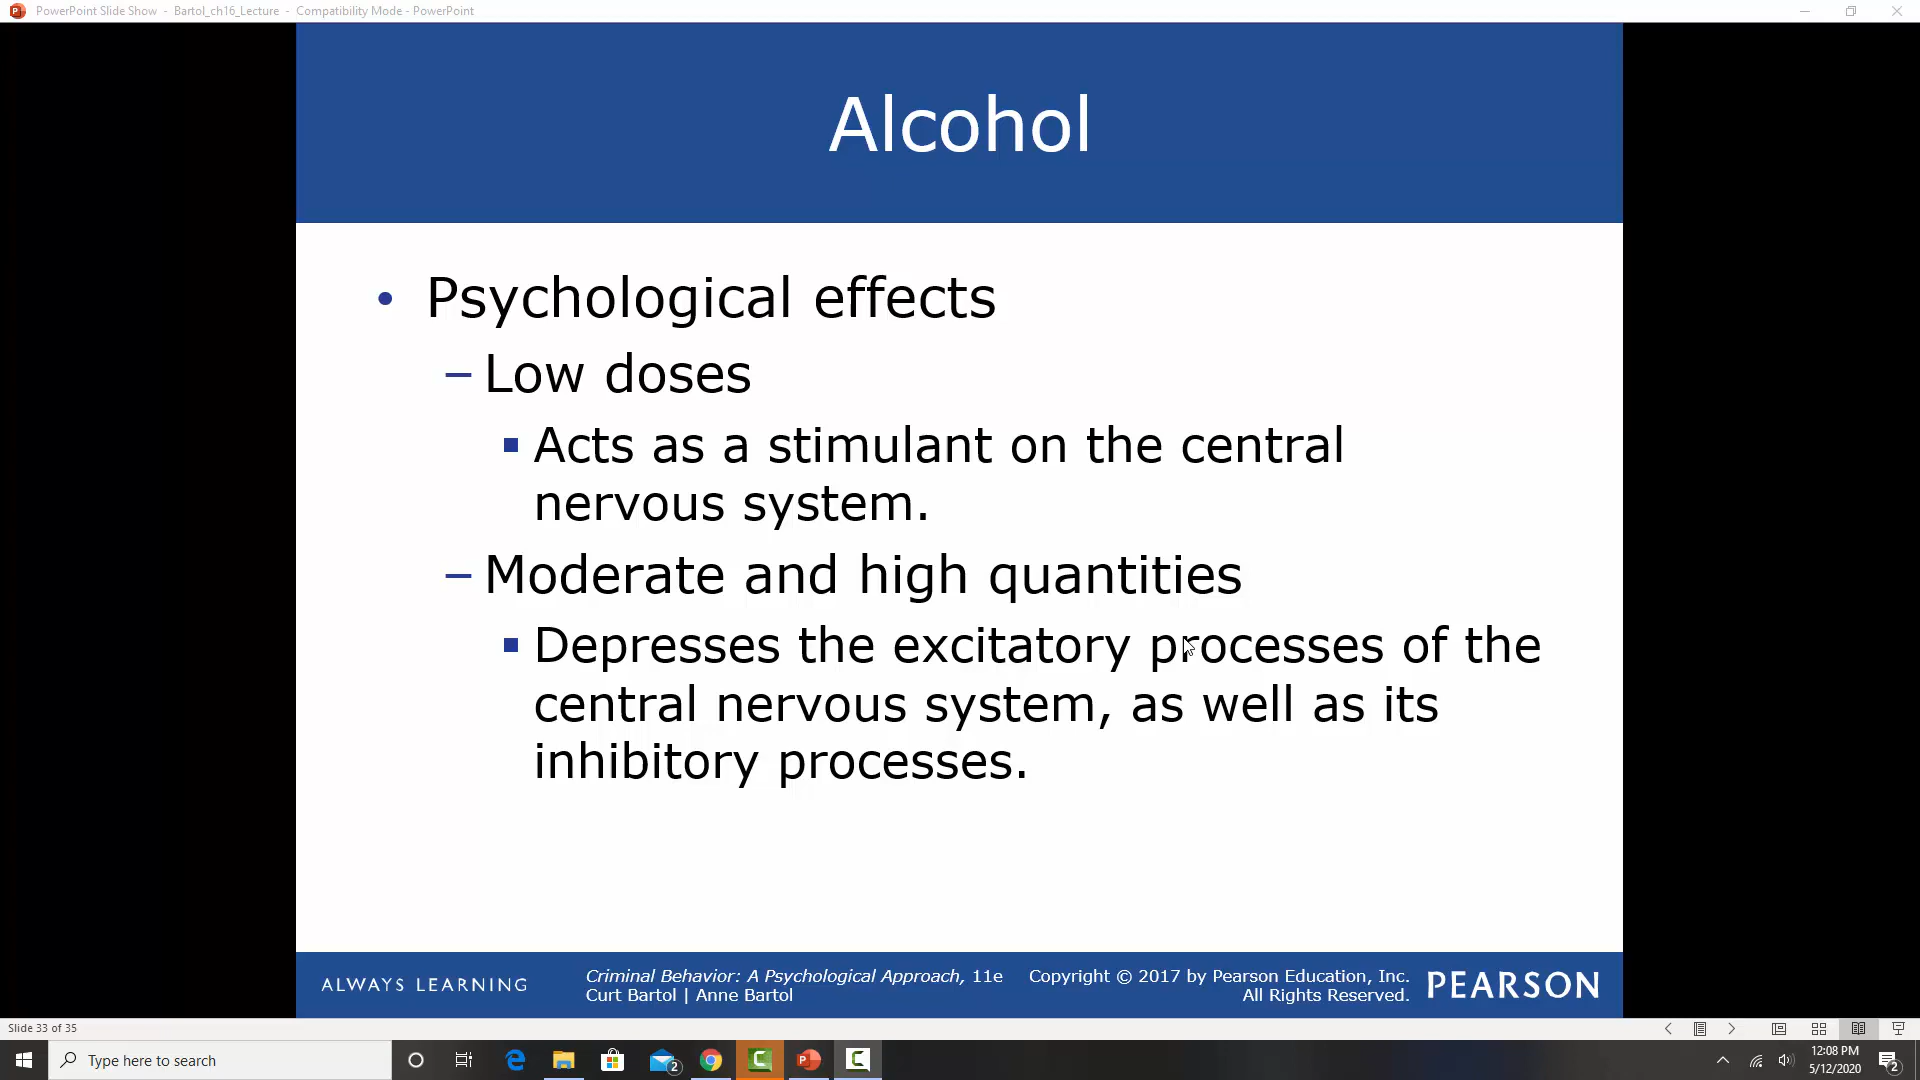 PowerPoint Slide Show - Bartol_ch16_Lecture - Compatibility Mode - PowerPoint
Alcohol
• Psychological effects
– Low doses
▪ Acts as a stimulant on the central
nervous system.
– Moderate and high quantities
▪ Depresses the excitatory processes of the
central nervous system, as well as its
inhibitory processes.
ALWAYS LEARNING
Criminal Behavior: A Psychological Approach, 11e
Curt Bartol | Anne Bartol
Copyright © 2017 by Pearson Education, Inc.
All Rights Reserved.
PEARSON
Slide 33 of 35
Type here to search
2
12:08 PM
5/12/2020
2